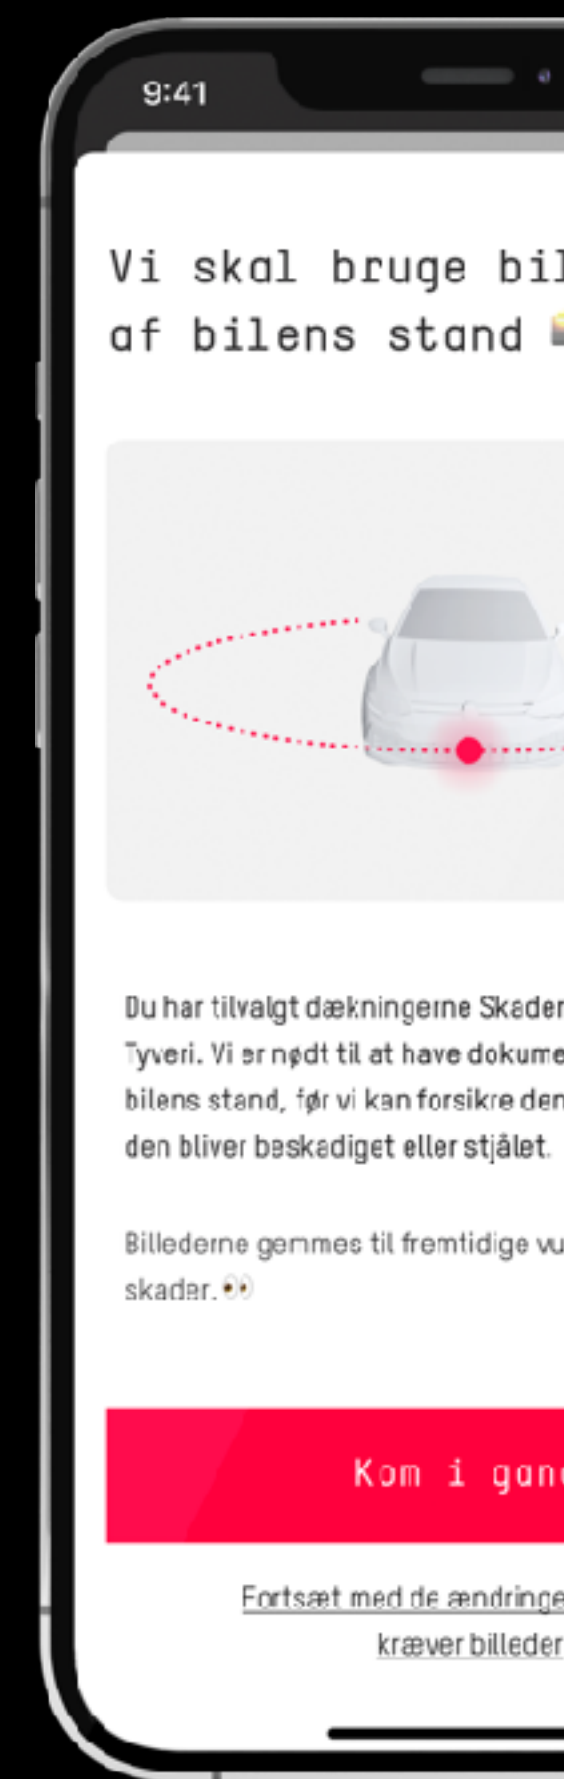 9:41
Vi skal bruge bil
af bilens stand
Du har tilvalgt dækningerne Skader
Tyveri. Vi er nødt til at have dokume
bilens stand, før vi kan forsikre den
den bliver beskadiget eller stjålet.
Billederne gemmes til fremtidige vu
skader. 👀
Kom i gang
Fortsæt med de ændringe
kræver billeder